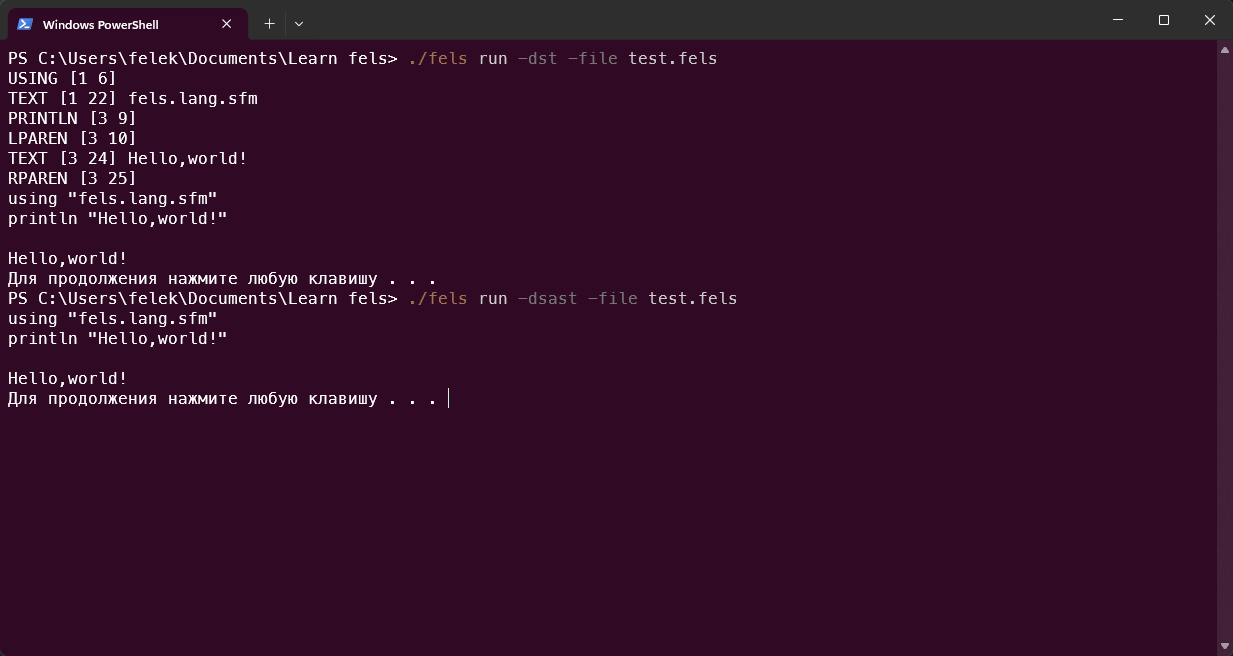 Windows PowerShell
PS C:\Users\felek\Documents\Learn fels> ./fels run -dst -file test.fels
USING [1 6]
TEXT [1 22] fels.lang.sfm
PRINTLN [3 9]
LPAREN [3 10]
TEXT [3 24] Hello,world!
RPAREN [3 25]
using "fels.lang.sfm"
println "Hello,world!"
Hello,world!
Для продолжения нажмите любую клавишу . . .
PS C:\Users\felek\Documents\Learn fels> ./fels run -dsast -file test.fels
using "fels.lang.sfm"
println "Hello,world!"
Hello,world!
Для продолжения нажмите любую клавишу . . .